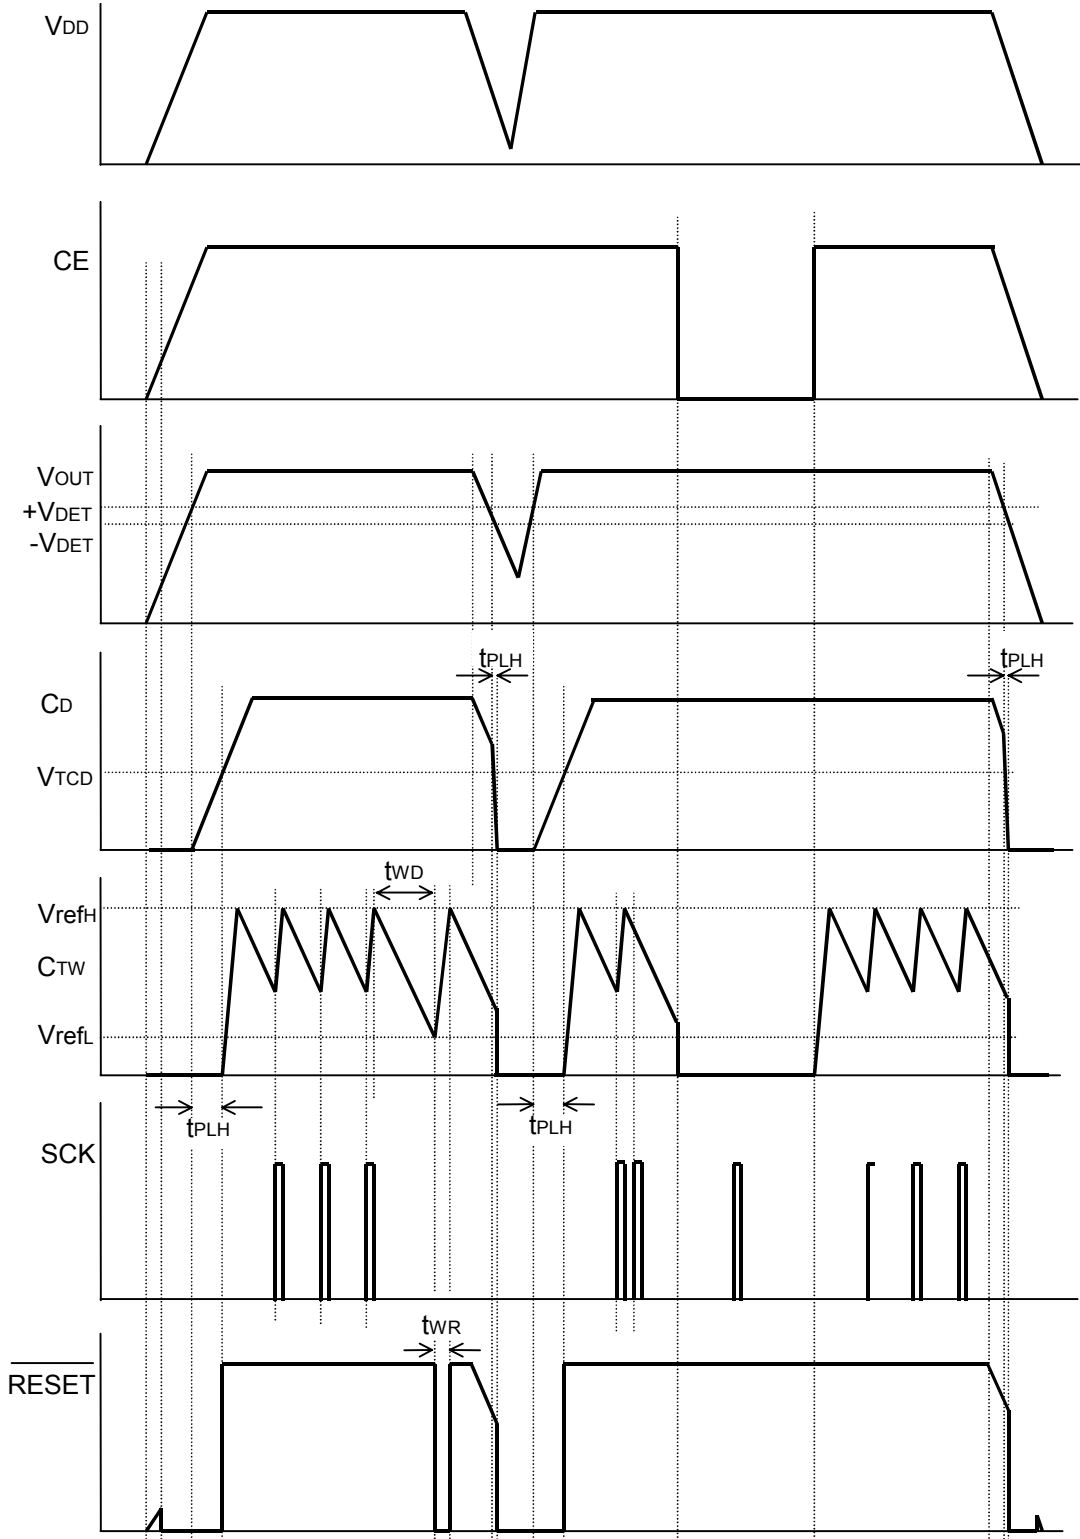 VDD
CE
VOUT
+VDET
-VDET
tPLH
tPLH
CD
VTCD
tWD
VrefH
CTW
VrefL
tPLH
tPLH
SCK
tWR
RESET